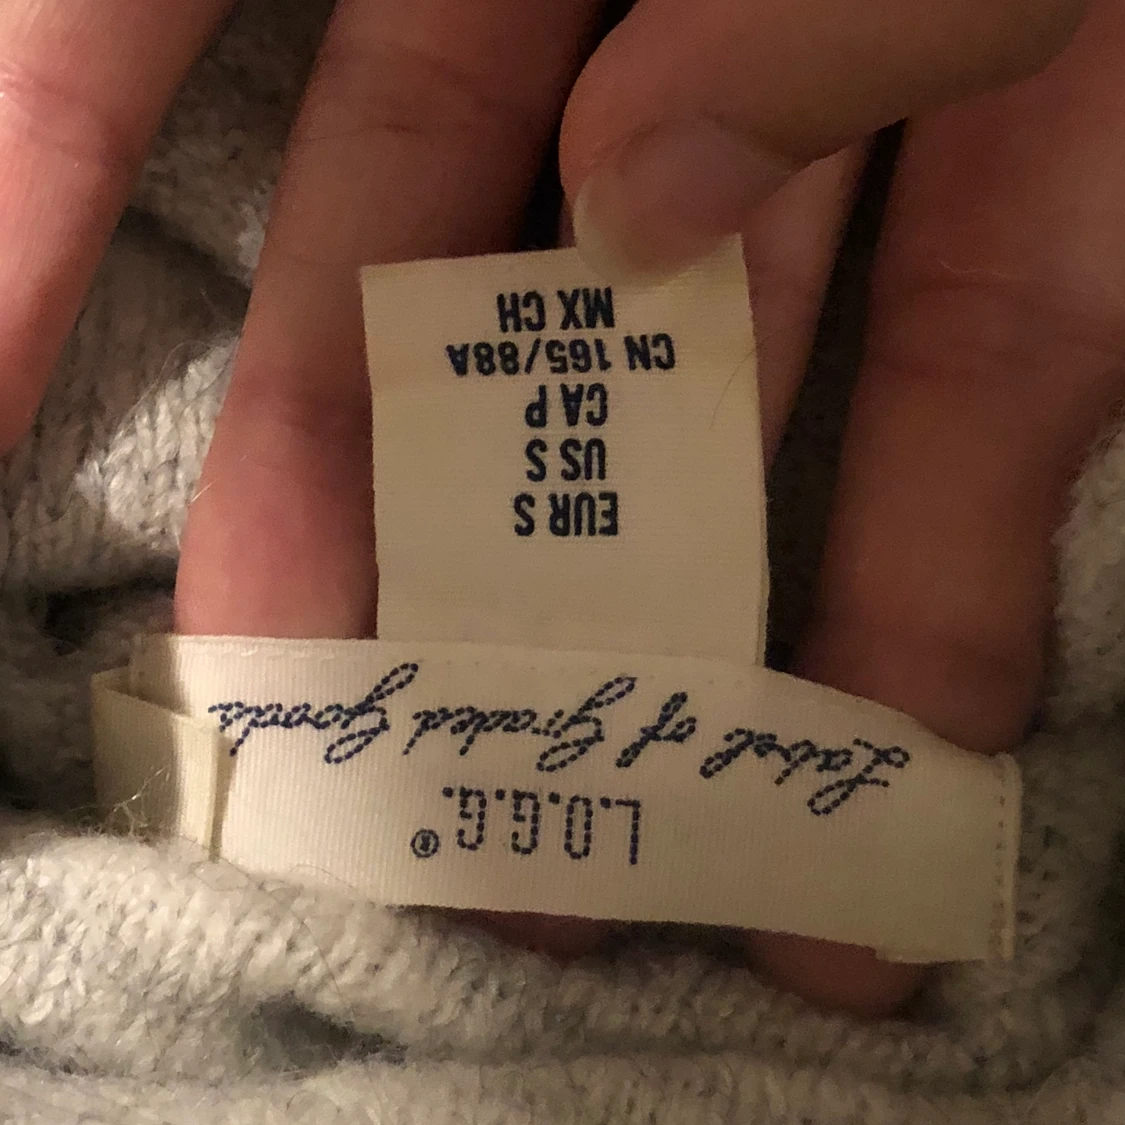 L.O.G.G.®
Label of Graded Goods
EUR S
US S
CA P
CN 165/88A
MX CH